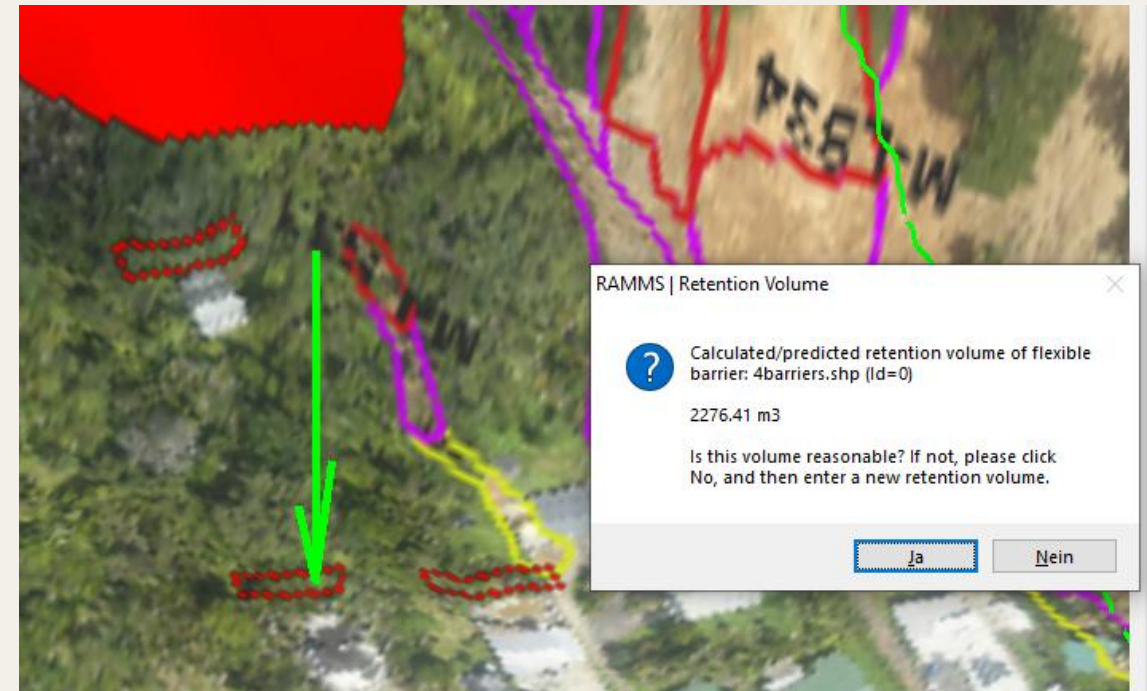 M-LB34
RAMMS | Retention Volume
Calculated/predicted retention volume of flexible
barrier: 4barriers.shp (Id=0)
2276.41 m3
Is this volume reasonable? If not, please click
No, and then enter a new retention volume.
Ja
Nein